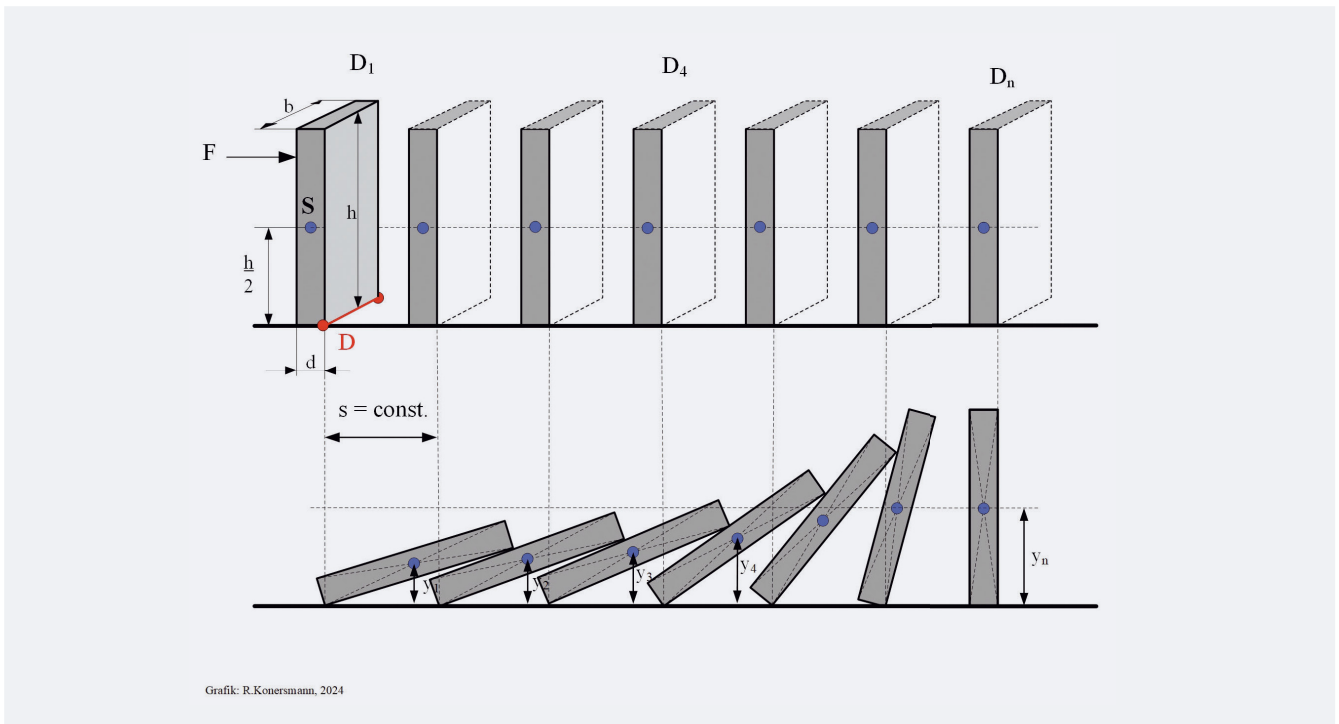 D₁
D₄
Dₙ
b
F
S
h
h
2
D
d
s = const.
y₁
y₂
y₃
y₄
yₙ
Grafik: R.Konersmann, 2024